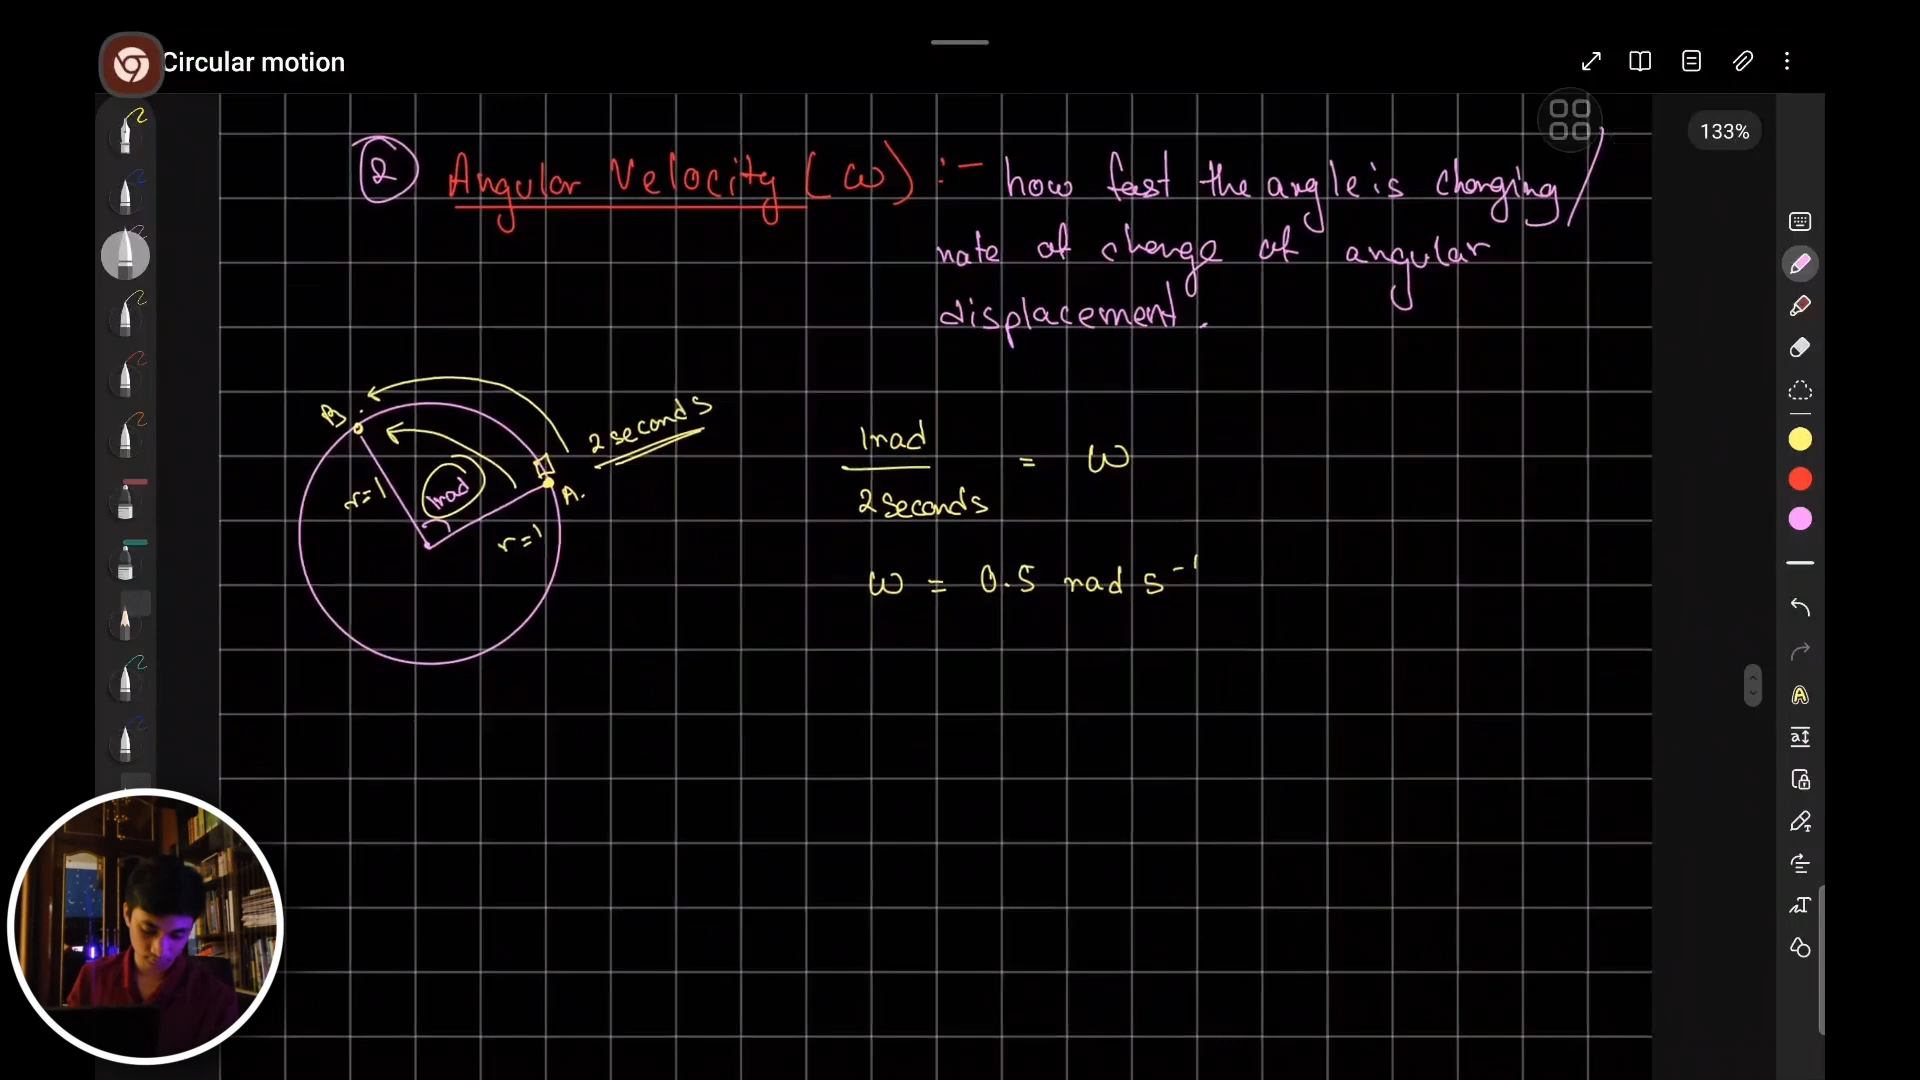 Circular motion
133%
2 Angular Velocity (ω) :- how fast the angle is changing/
rate of change of angular
displacement.
B
2 seconds
1rad
A.
r=1
r=1
1rad
2 seconds
= ω
ω = 0.5 rad s⁻¹